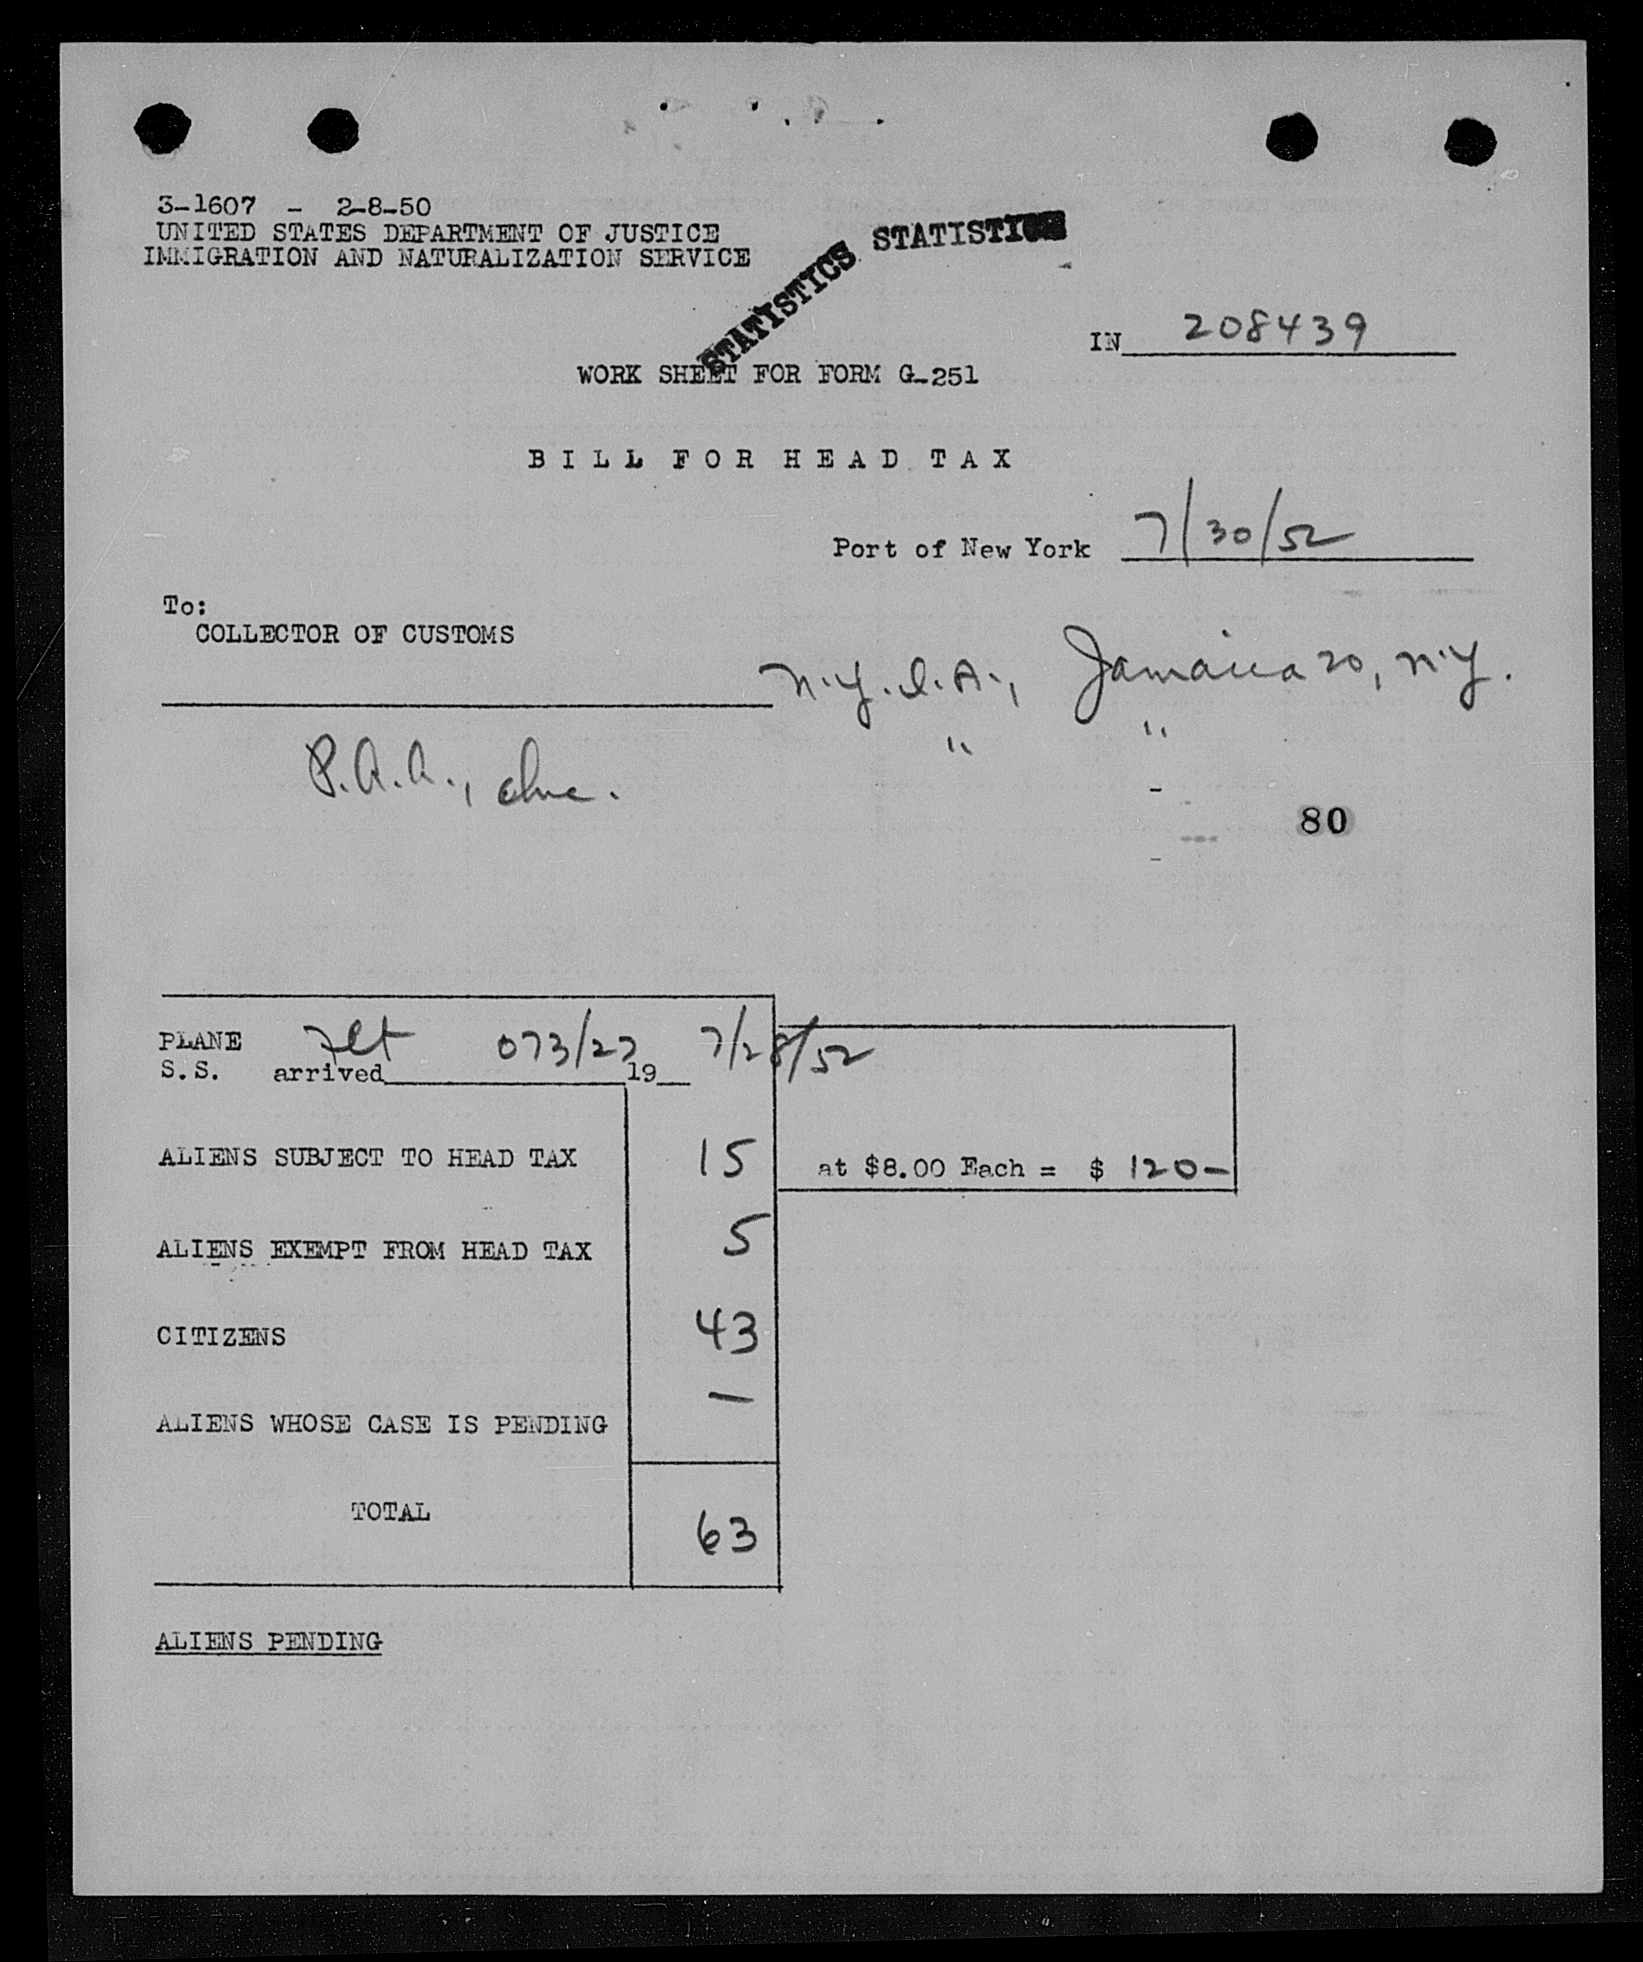 3-1607 - 2-8-50
UNITED STATES DEPARTMENT OF JUSTICE
IMMIGRATION AND NATURALIZATION SERVICE
STATISTICS STATISTICS
IN 208439
WORK SHEET FOR FORM G-251
BILL FOR HEAD TAX
Port of New York 7/30/52
To:
COLLECTOR OF CUSTOMS
N.Y.I.A., Jamaica 20, N.Y.
P.A.A., Inc. " "
80
PLANE Flt 073/27 7/28/52
S.S. arrived 19
ALIENS SUBJECT TO HEAD TAX 15 at $8.00 Each = $ 120-
ALIENS EXEMPT FROM HEAD TAX 5
CITIZENS 43
ALIENS WHOSE CASE IS PENDING —
TOTAL 63
ALIENS PENDING